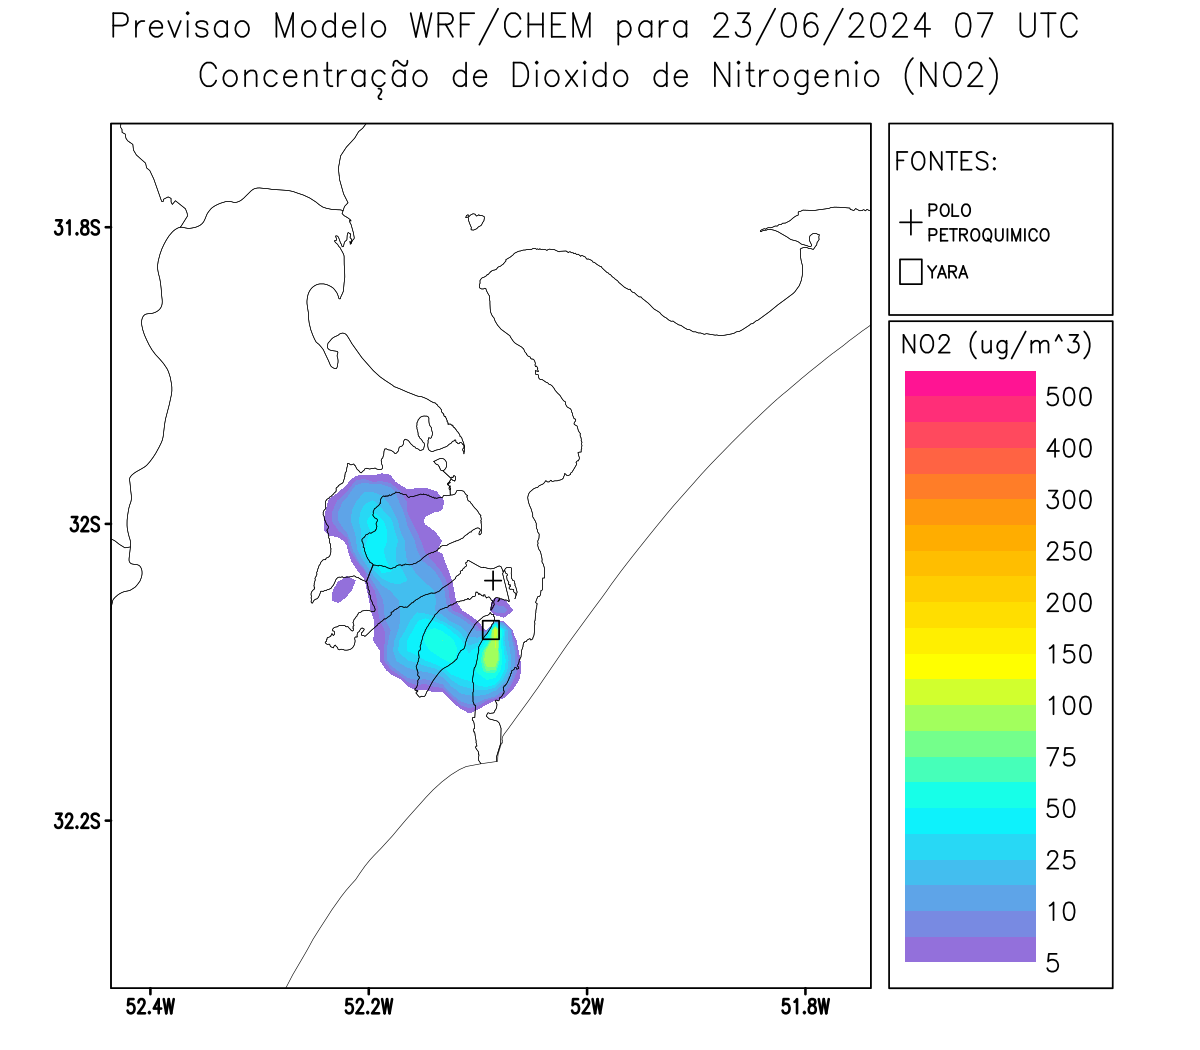 Previsao Modelo WRF/CHEM para 23/06/2024 07 UTC
Concentração de Dioxido de Nitrogenio (NO2)
FONTES:
POLO
PETROQUIMICO
YARA
NO2 (ug/m^3)
500
400
300
250
200
150
100
75
50
25
10
5
31.8S
32S
32.2S
52.4W
52.2W
52W
51.8W